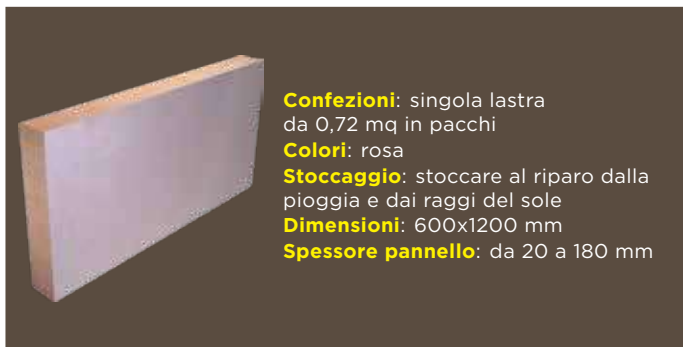 Confezioni: singola lastra
da 0,72 mq in pacchi
Colori: rosa
Stoccaggio: stoccare al riparo dalla
pioggia e dai raggi del sole
Dimensioni: 600x1200 mm
Spessore pannello: da 20 a 180 mm